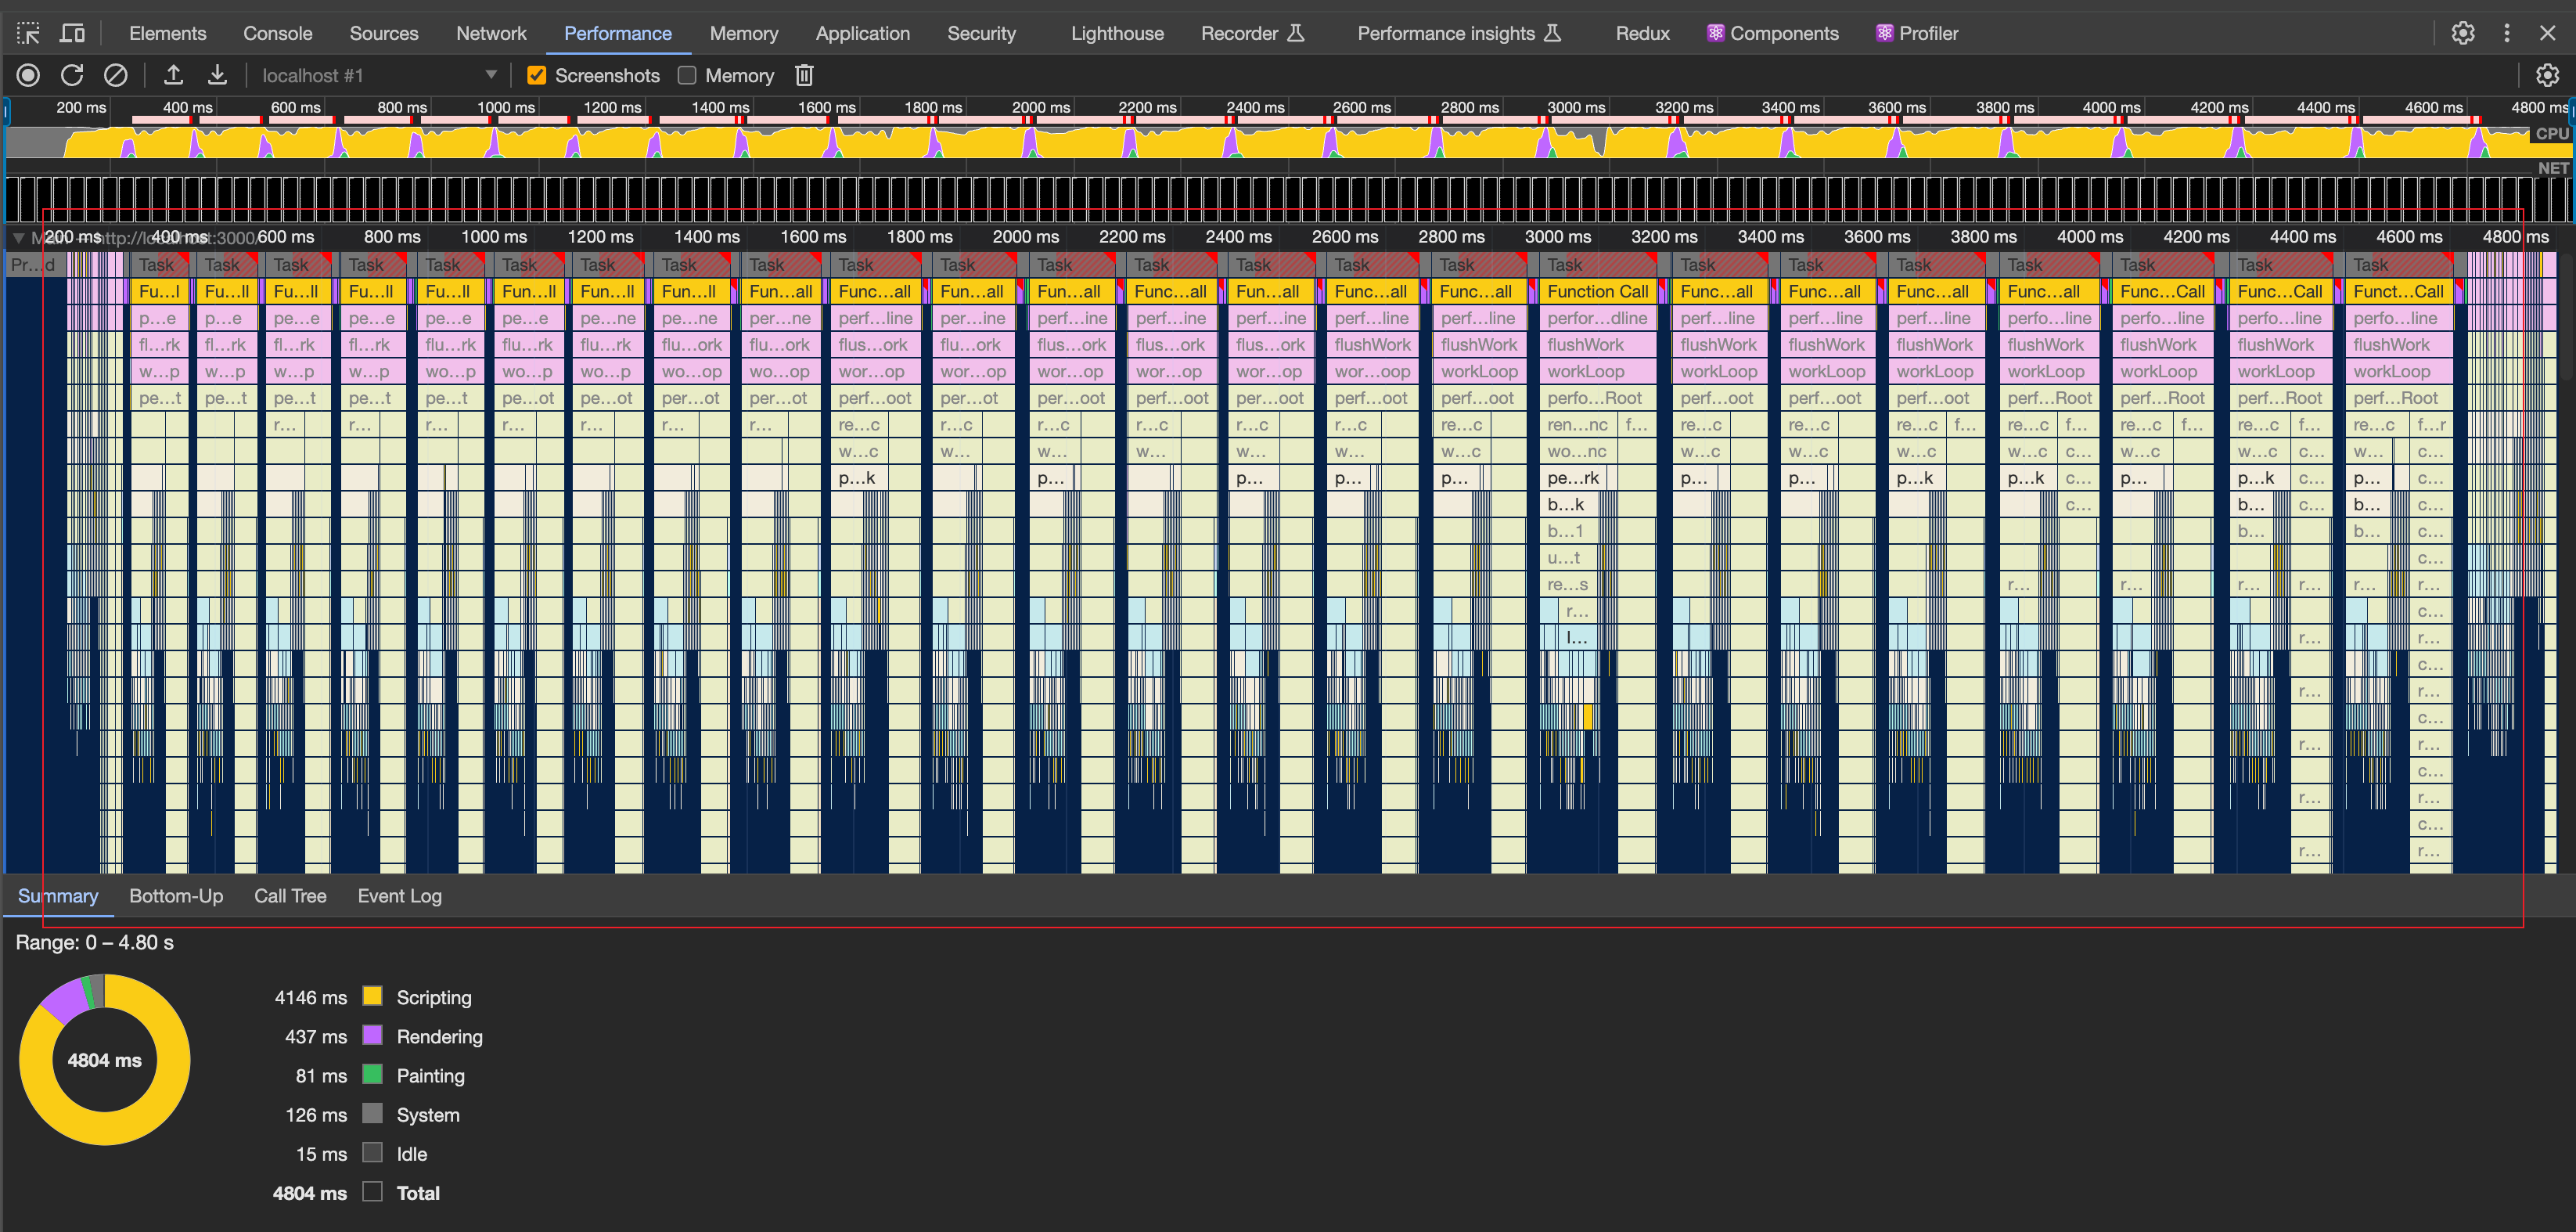 Elements Console Sources Network Performance Memory Application Security Lighthouse Recorder Performance insights Redux Components Profiler
localhost #1 Screenshots Memory
200 ms 400 ms 600 ms 800 ms 1000 ms 1200 ms 1400 ms 1600 ms 1800 ms 2000 ms 2200 ms 2400 ms 2600 ms 2800 ms 3000 ms 3200 ms 3400 ms 3600 ms 3800 ms 4000 ms 4200 ms 4400 ms 4600 ms 4800 ms
CPU
NET
200 ms 400 ms 600 ms 800 ms 1000 ms 1200 ms 1400 ms 1600 ms 1800 ms 2000 ms 2200 ms 2400 ms 2600 ms 2800 ms 3000 ms 3200 ms 3400 ms 3600 ms 3800 ms 4000 ms 4200 ms 4400 ms 4600 ms 4800 ms
Pr…d Task Task Task Task Task Task Task Task Task Task Task Task Task Task Task Task Task Task Task Task Task Task Task Task
Fu…l Fu…ll Fu…ll Fu…ll Fu…ll Fun…ll Fun…ll Fun…ll Fun…all Func…all Fun…all Fun…all Func…all Fun…all Func…all Func…all Function Call Func…all Func…all Func…all Func…all Func…Call Func…Call Funct…Call
p…e p…e pe…e pe…e pe…e pe…e pe…ne pe…ne per…ne perf…line per…ine perf…ine perf…ine perf…ine perf…line perf…line perfor…dline perf…line perf…line perf…line perfo…line perfo…line perfo…line perfo…line
fl…rk fl…rk fl…rk fl…rk flu…rk flu…rk flu…rk flu…ork flu…ork flus…ork flu…ork flus…ork flus…ork flus…ork flushWork flushWork flushWork flushWork flushWork flushWork flushWork flushWork flushWork flushWork
w…p w…p w…p w…p wo…p wo…p wo…p wo…op wo…op wor…op wor…op wor…op wor…op wor…op wor…oop workLoop workLoop workLoop workLoop workLoop workLoop workLoop workLoop workLoop
pe…t pe…t pe…t pe…t pe…t pe…ot pe…ot per…ot per…ot perf…oot per…ot per…oot perf…oot per…oot perf…oot perf…oot perfo…Root perf…oot perf…oot perf…oot perf…Root perf…Root perf…Root perf…Root
r… r… r… r… r… r… r… re…c r…c r…c r…c r…c r…c re…c ren…nc f… re…c re…c re…c f… re…c f… re…c f… re…c f… re…c f…r
w…c w… w… w… w… w… w…c wo…nc w…c w…c w…c w…c c… w…c w…c c… w… c…
p…k p… p… p… p… pe…rk p… p… p…k p…k c… p… p…k c… p… c…
b…k c… b… c… b… c…
b…1 b… b… c…
u…t c…
re…s r… r… r… r… r… r…
r… c…
l… r… r…
c…
r… r…
c…
r… r…
c…
r… r…
c…
r… r…
Summary Bottom-Up Call Tree Event Log
Range: 0 – 4.80 s
4804 ms
4146 ms Scripting
437 ms Rendering
81 ms Painting
126 ms System
15 ms Idle
4804 ms Total